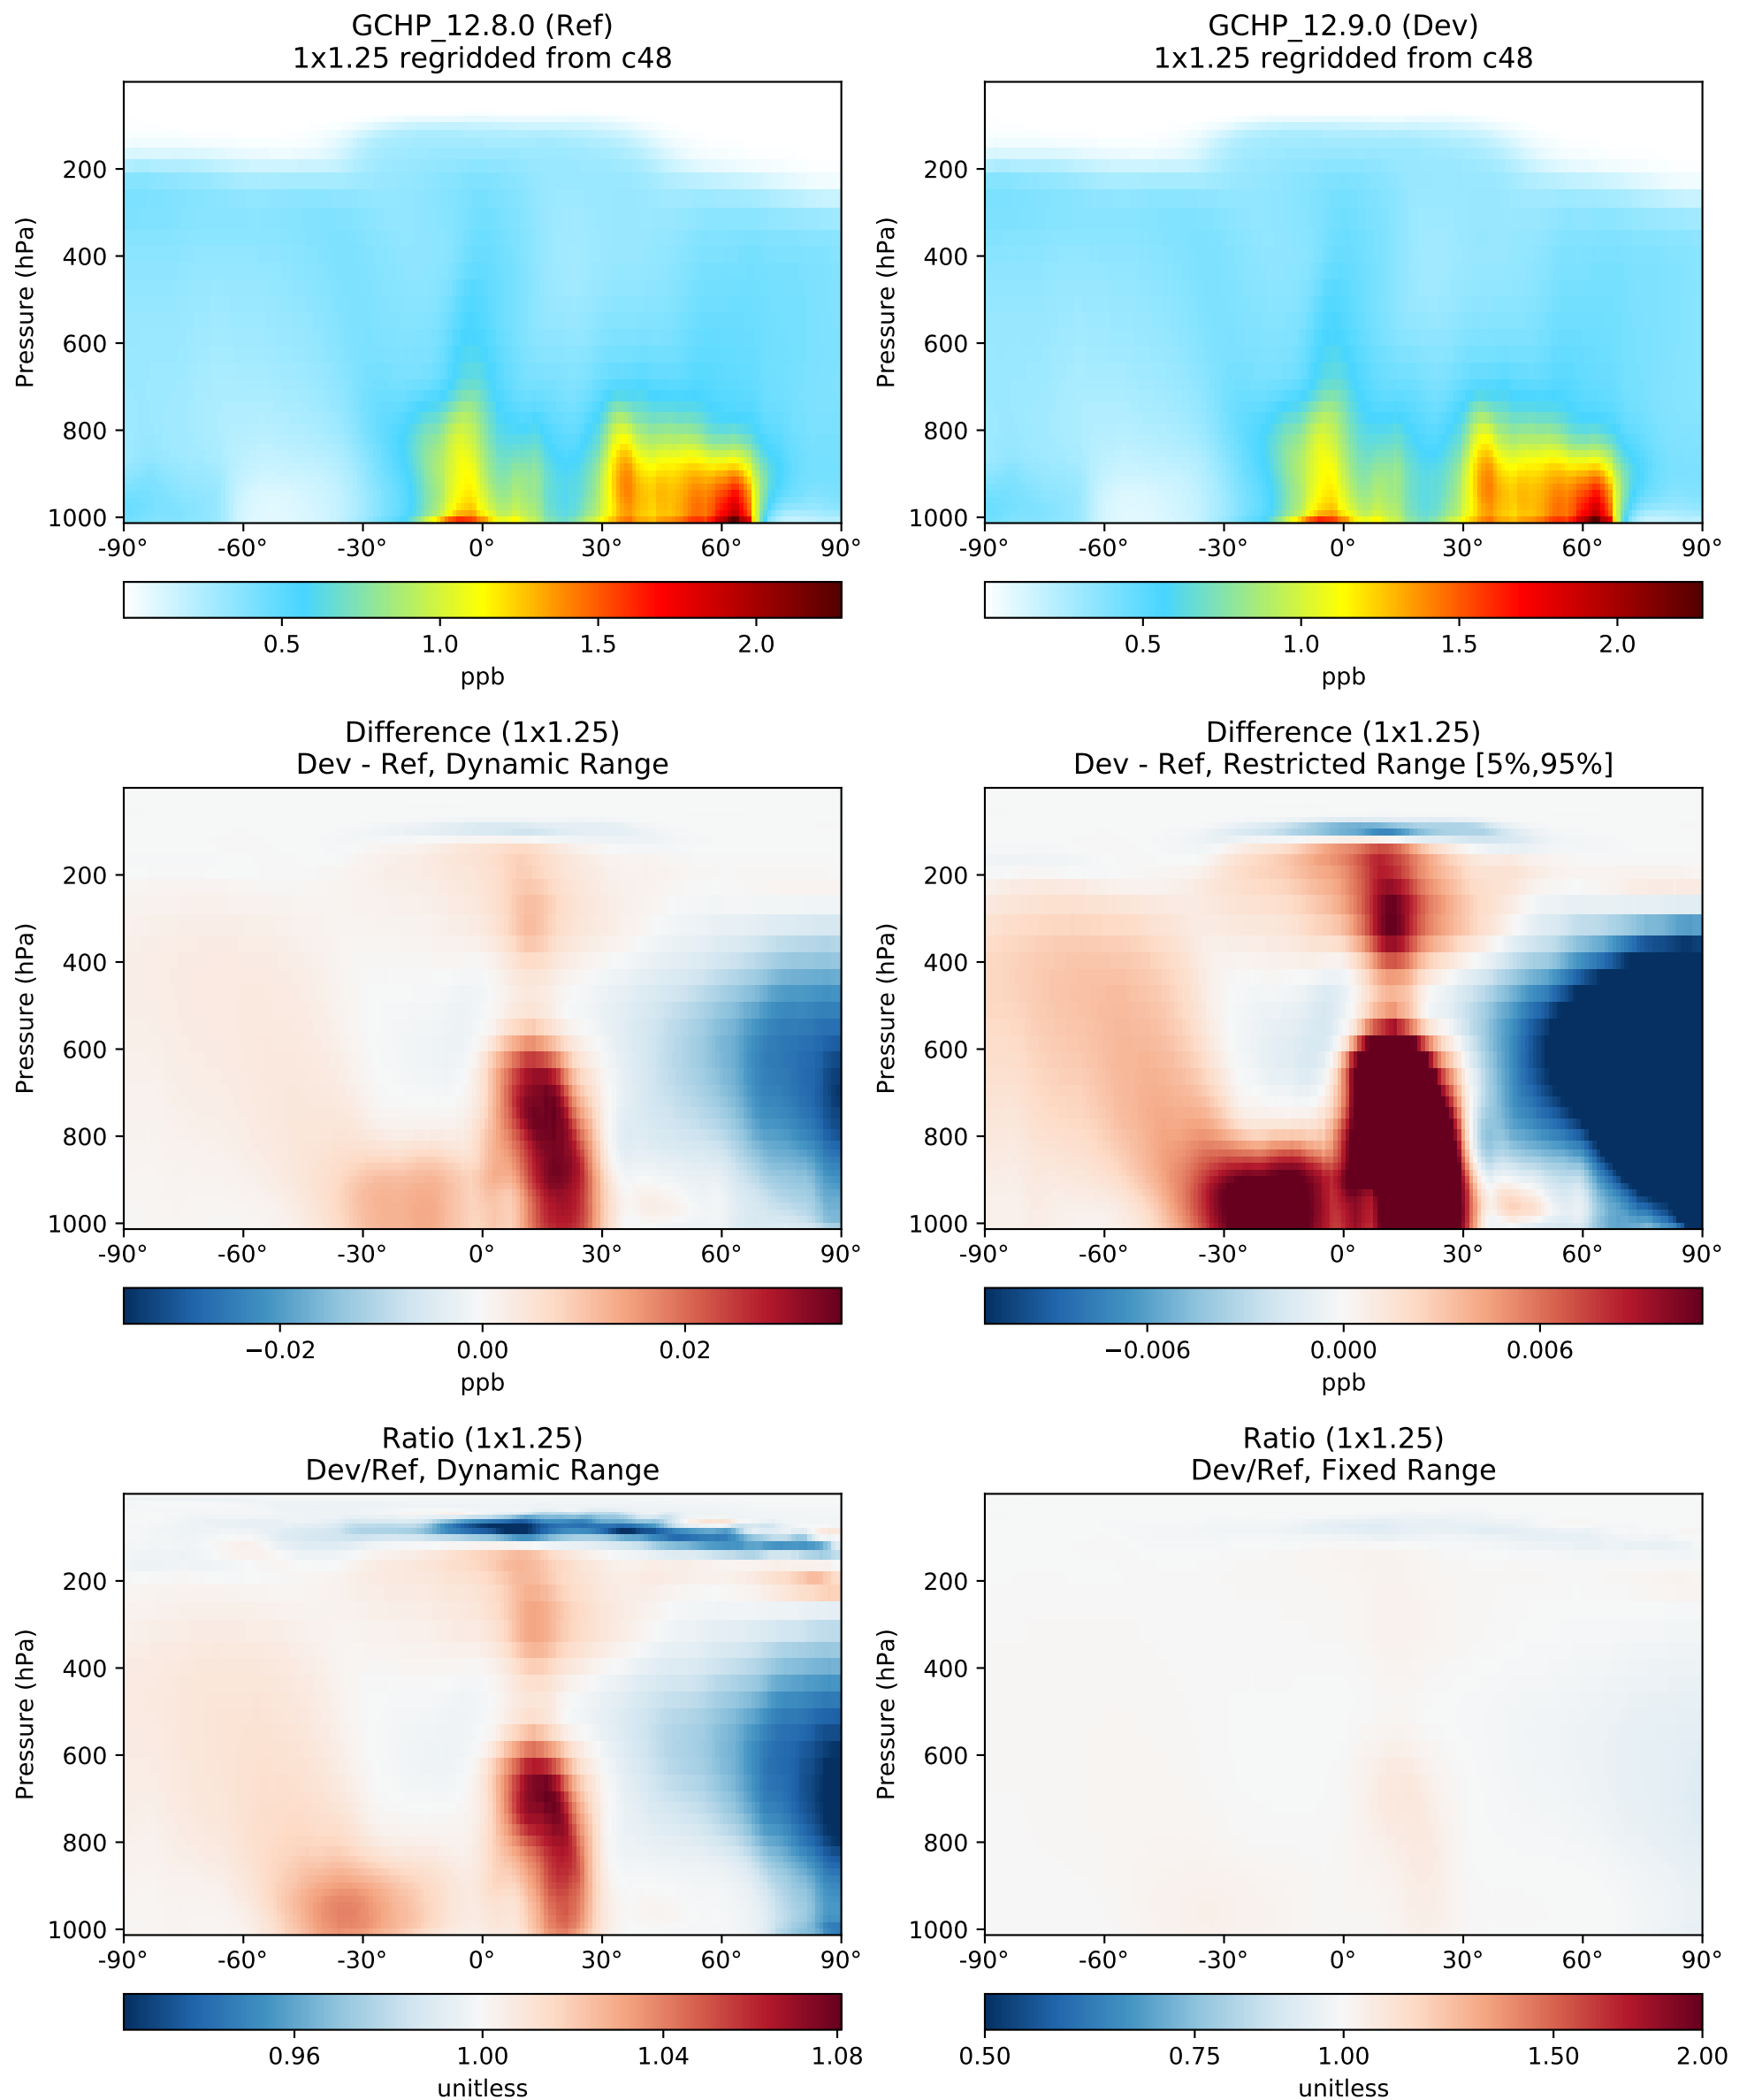 GCHP_12.8.0 (Ref)
1x1.25 regridded from c48
Pressure (hPa)
200
400
600
800
1000
-90° -60° -30° 0° 30° 60° 90°
0.5 1.0 1.5 2.0
ppb
GCHP_12.9.0 (Dev)
1x1.25 regridded from c48
Pressure (hPa)
200
400
600
800
1000
-90° -60° -30° 0° 30° 60° 90°
0.5 1.0 1.5 2.0
ppb
Difference (1x1.25)
Dev - Ref, Dynamic Range
Pressure (hPa)
200
400
600
800
1000
-90° -60° -30° 0° 30° 60° 90°
−0.02 0.00 0.02
ppb
Difference (1x1.25)
Dev - Ref, Restricted Range [5%,95%]
Pressure (hPa)
200
400
600
800
1000
-90° -60° -30° 0° 30° 60° 90°
−0.006 0.000 0.006
ppb
Ratio (1x1.25)
Dev/Ref, Dynamic Range
Pressure (hPa)
200
400
600
800
1000
-90° -60° -30° 0° 30° 60° 90°
0.96 1.00 1.04 1.08
unitless
Ratio (1x1.25)
Dev/Ref, Fixed Range
Pressure (hPa)
200
400
600
800
1000
-90° -60° -30° 0° 30° 60° 90°
0.50 0.75 1.00 1.50 2.00
unitless